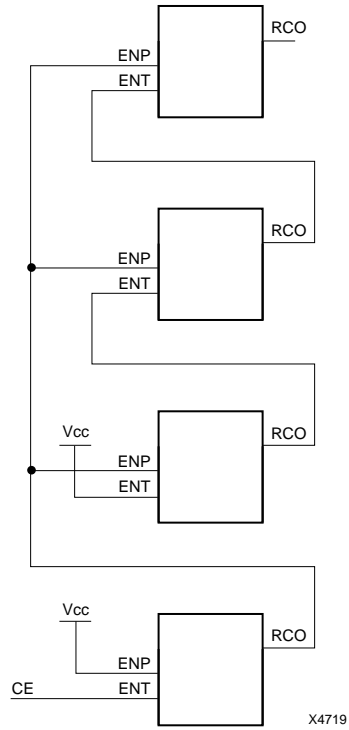 RCO
ENP
ENT
RCO
ENP
ENT
Vcc
RCO
ENP
ENT
Vcc
RCO
ENP
CE
ENT
X4719